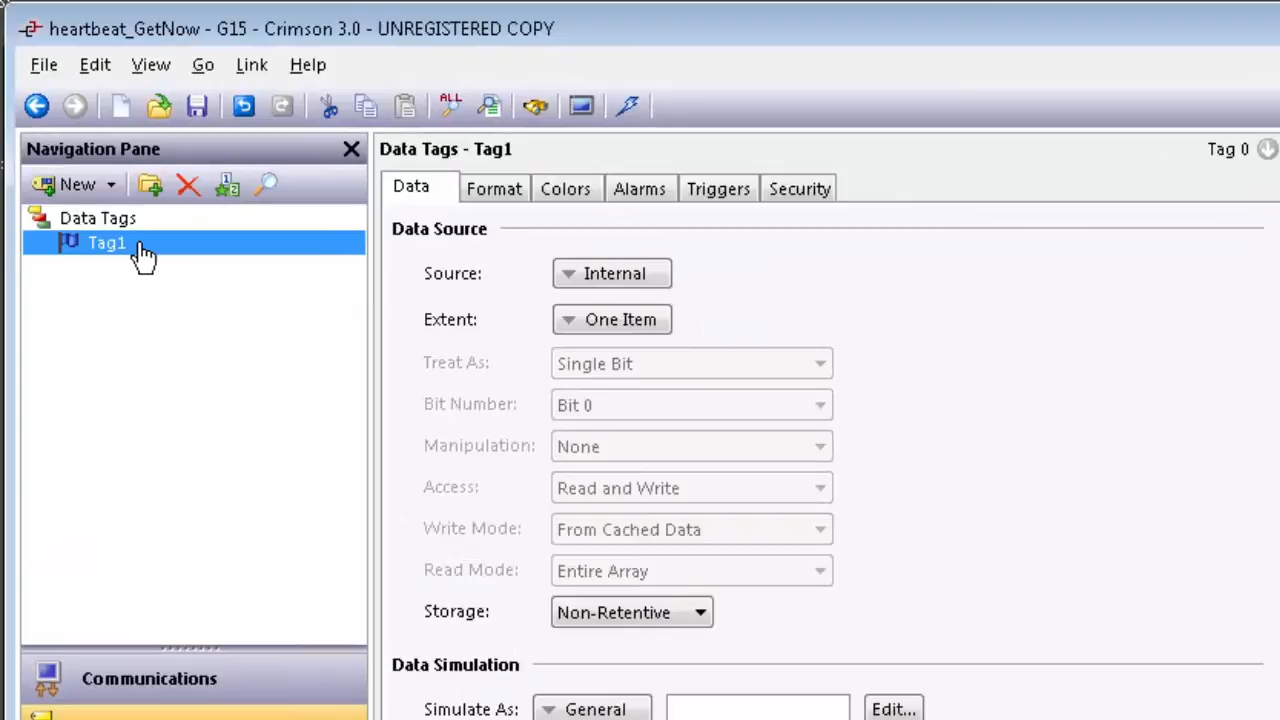 heartbeat_GetNow - G15 - Crimson 3.0 - UNREGISTERED COPY
File Edit View Go Link Help
ALL
Navigation Pane
Data Tags - Tag1 Tag 0
New
Data Format Colors Alarms Triggers Security
Data Tags
Tag1
Data Source
Source: Internal
Extent: One Item
Treat As: Single Bit
Bit Number: Bit 0
Manipulation: None
Access: Read and Write
Write Mode: From Cached Data
Read Mode: Entire Array
Storage: Non-Retentive
Data Simulation
Communications
Simulate As: General Edit...